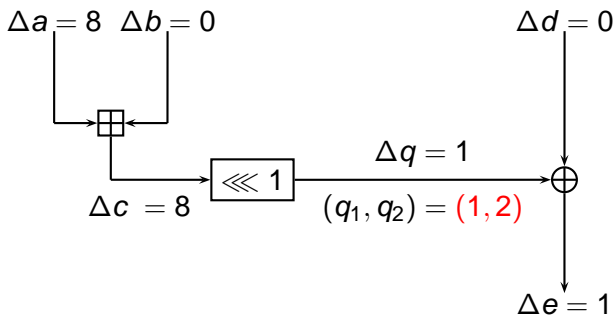 Δa = 8 Δb = 0 Δd = 0
Δq = 1
⋘ 1
Δc = 8 (q₁, q₂) = (1, 2)
Δe = 1